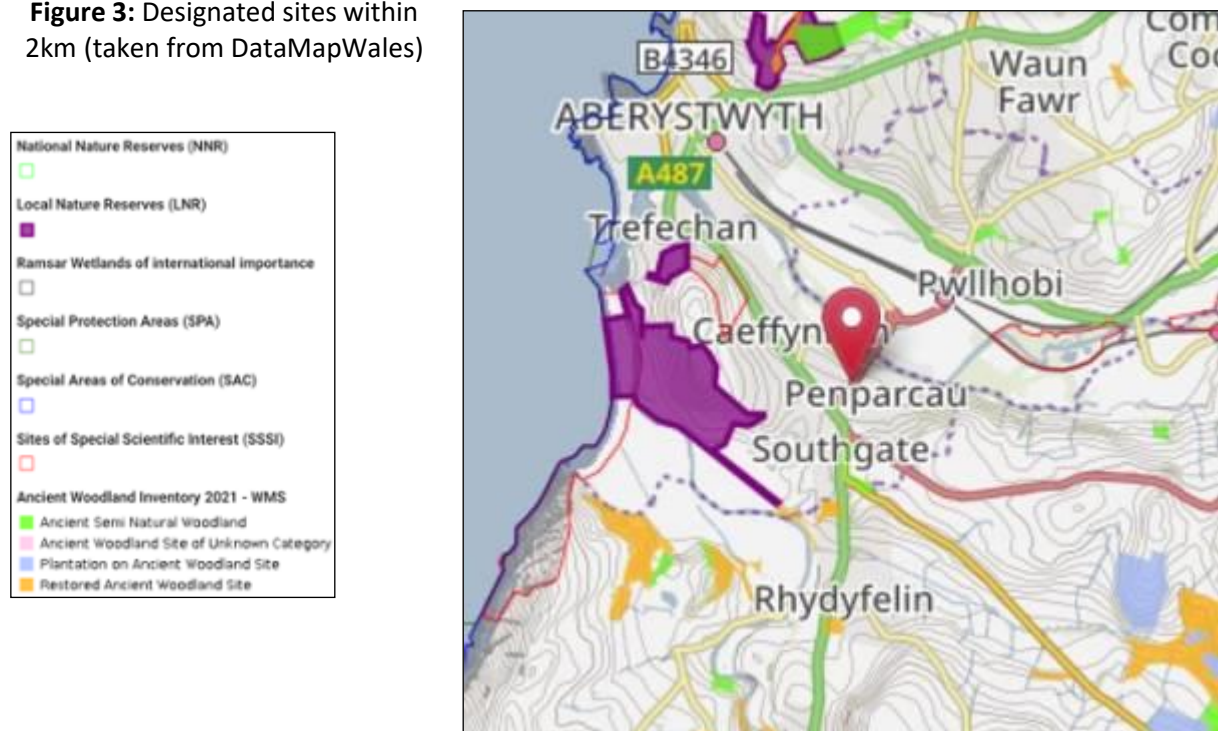 Figure 3: Designated sites within
2km (taken from DataMapWales)
National Nature Reserves (NNR)
Local Nature Reserves (LNR)
Ramsar Wetlands of international importance
Special Protection Areas (SPA)
Special Areas of Conservation (SAC)
Sites of Special Scientific Interest (SSSI)
Ancient Woodland Inventory 2021 - WMS
Ancient Semi Natural Woodland
Ancient Woodland Site of Unknown Category
Plantation on Ancient Woodland Site
Restored Ancient Woodland Site
B4346
Waun
Fawr
ABERYSTWYTH
A487
Trefechan
Pwllhobi
Penparcau
Southgate
Rhydyfelin